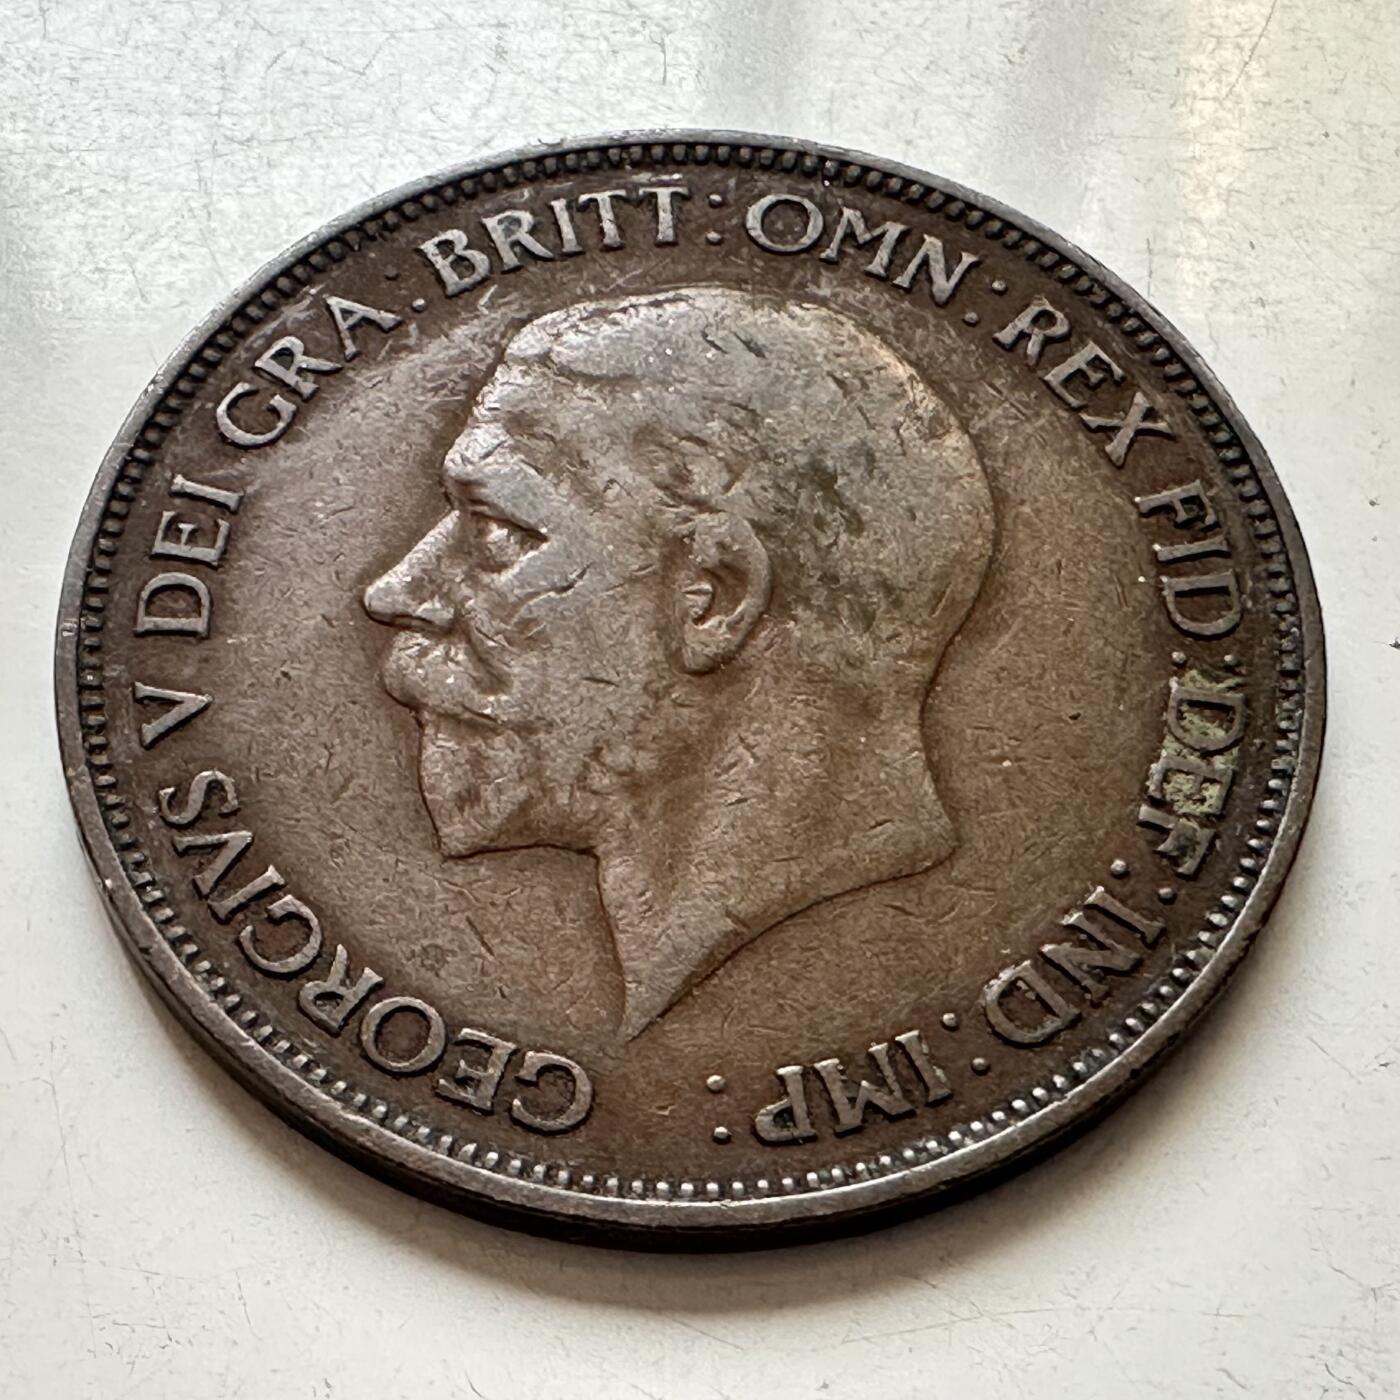 GEORGIVS V DEI GRA: BRITT: OMN: REX FID: DEF: IND: IMP: